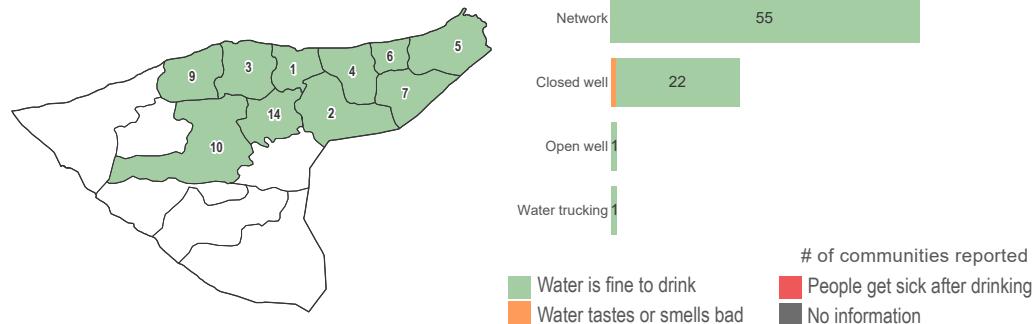 9
3
1
4
6
5
7
2
14
10
Network
55
Closed well
22
Open well
1
Water trucking
1
# of communities reported
Water is fine to drink
People get sick after drinking
Water tastes or smells bad
No information